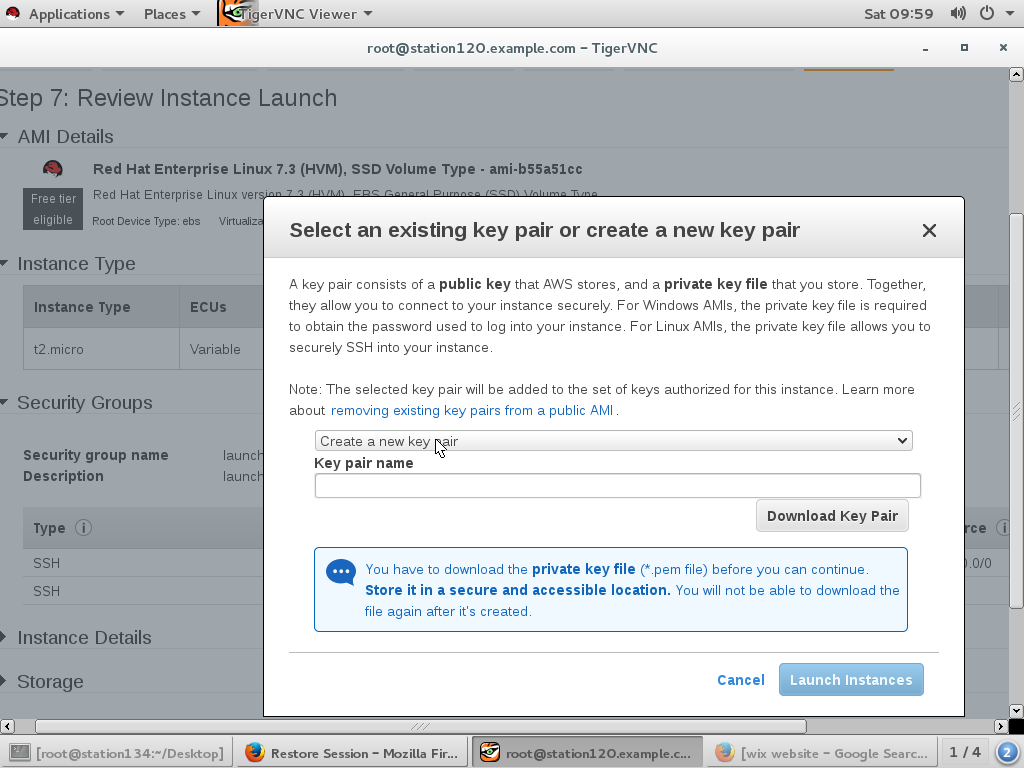 Applications Places TigerVNC Viewer Sat 09:59
root@station120.example.com - TigerVNC
Step 7: Review Instance Launch
AMI Details
Red Hat Enterprise Linux 7.3 (HVM), SSD Volume Type - ami-b55a51cc
Free tier eligible
Red Hat Enterprise Linux version 7.3 (HVM), EBS General Purpose (SSD) Volume Type
Root Device Type: ebs Virtualiza
Instance Type
Instance Type ECUs
t2.micro Variable
Security Groups
Security group name launch
Description launch
Type i rce i
SSH 0.0/0
SSH
Instance Details
Storage
Select an existing key pair or create a new key pair
A key pair consists of a public key that AWS stores, and a private key file that you store. Together,
they allow you to connect to your instance securely. For Windows AMIs, the private key file is required
to obtain the password used to log into your instance. For Linux AMIs, the private key file allows you to
securely SSH into your instance.
Note: The selected key pair will be added to the set of keys authorized for this instance. Learn more
about removing existing key pairs from a public AMI .
Create a new key pair
Key pair name
Download Key Pair
You have to download the private key file (*.pem file) before you can continue.
Store it in a secure and accessible location. You will not be able to download the
file again after it's created.
Cancel Launch Instances
[root@station134:~/Desktop] Restore Session - Mozilla Fir... root@station120.example.c... [wix website - Google Searc... 1 / 4 2